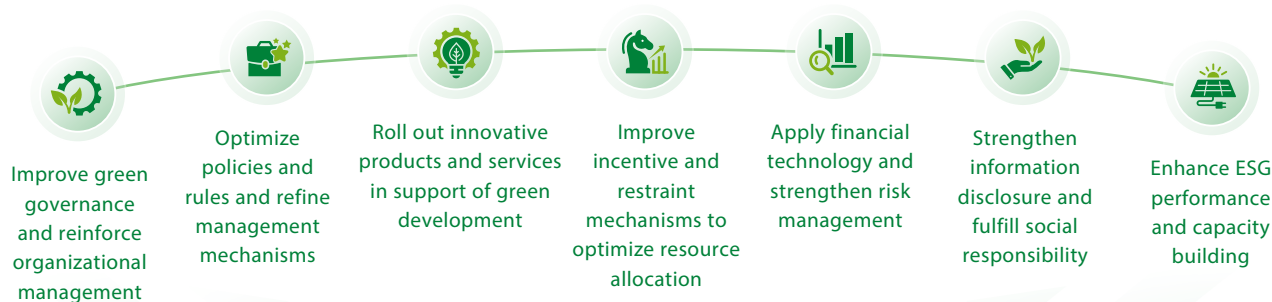 Improve green
governance
and reinforce
organizational
management
Optimize
policies and
rules and refine
management
mechanisms
Roll out innovative
products and services
in support of green
development
Improve
incentive and
restraint
mechanisms to
optimize resource
allocation
Apply financial
technology and
strengthen risk
management
Strengthen
information
disclosure and
fulfill social
responsibility
Enhance ESG
performance
and capacity
building